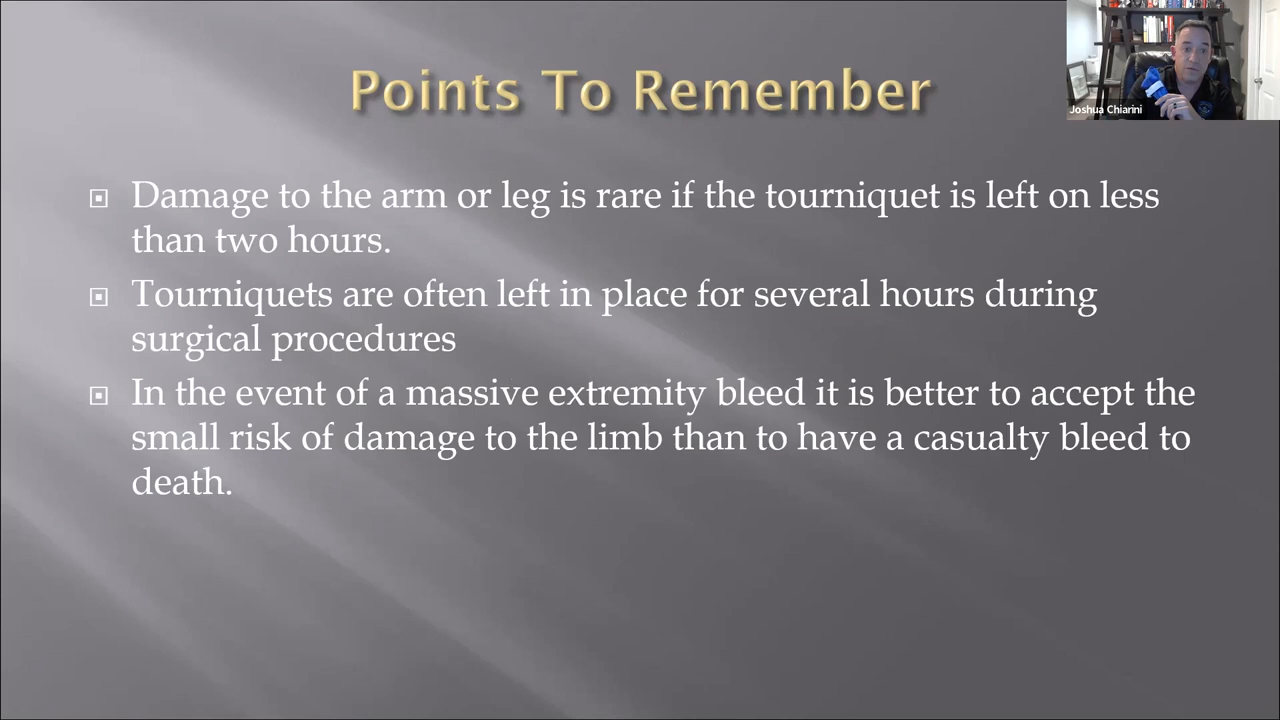 Points To Remember
Joshua Chiarini
Damage to the arm or leg is rare if the tourniquet is left on less
than two hours.
Tourniquets are often left in place for several hours during
surgical procedures
In the event of a massive extremity bleed it is better to accept the
small risk of damage to the limb than to have a casualty bleed to
death.